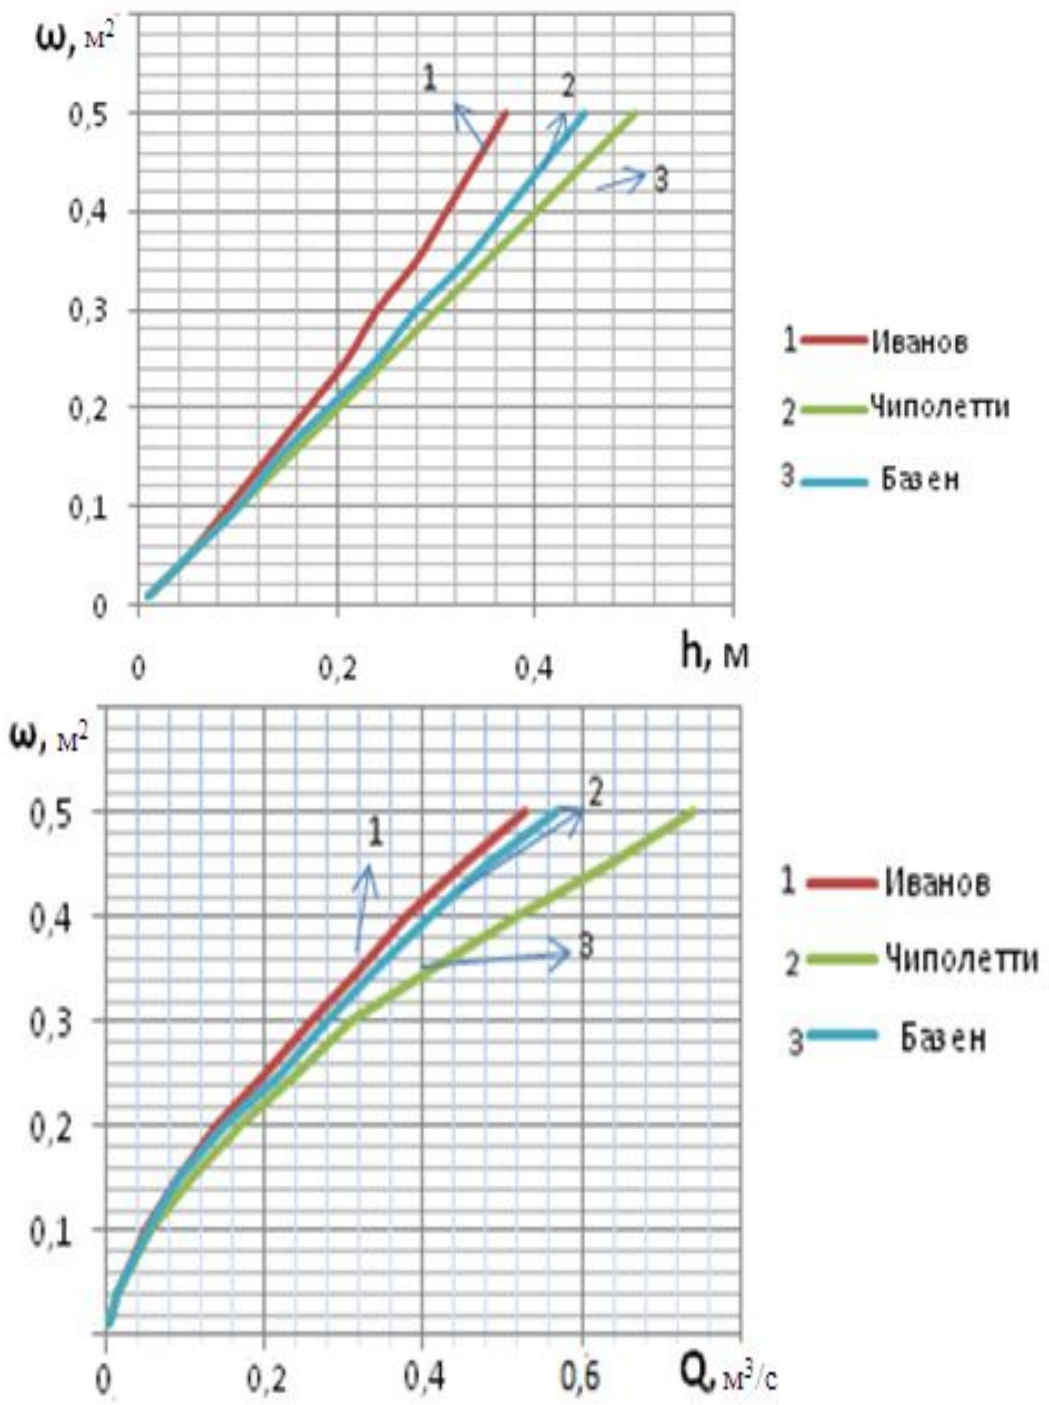 ω, м²
1
2
0,5
3
0,4
0,3
1 Иванов
2 Чиполетти
0,2
3 Базен
0,1
0
h, м
0 0,2 0,4
ω, м²
2
0,5
1
1 Иванов
0,4
3
2 Чиполетти
0,3
3 Базен
0,2
0,1
0 0,2 0,4 0,6 Q, м³/с